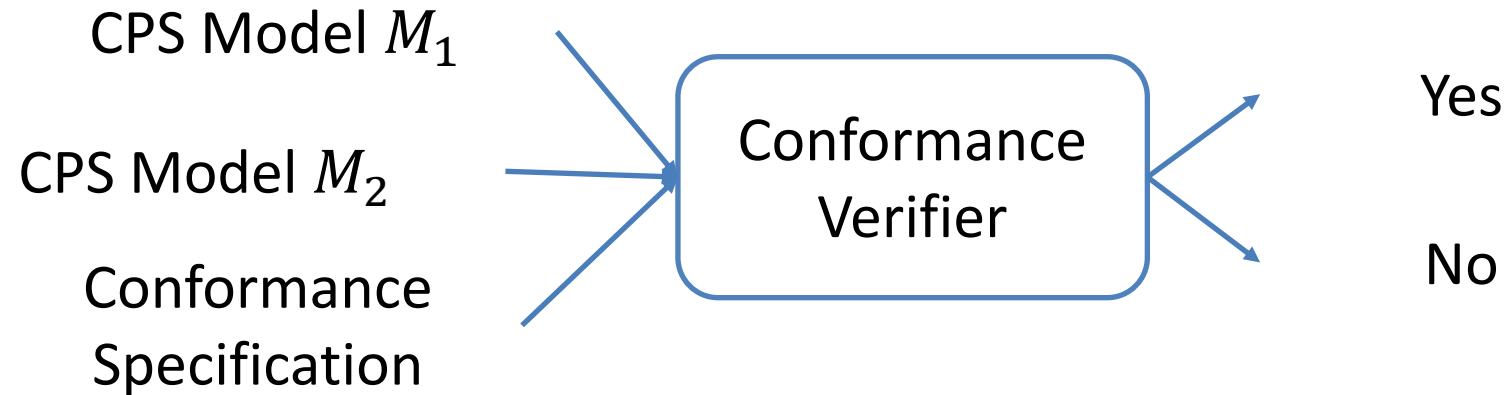 CPS Model M₁
CPS Model M₂
Conformance
Specification
Conformance
Verifier
Yes
No